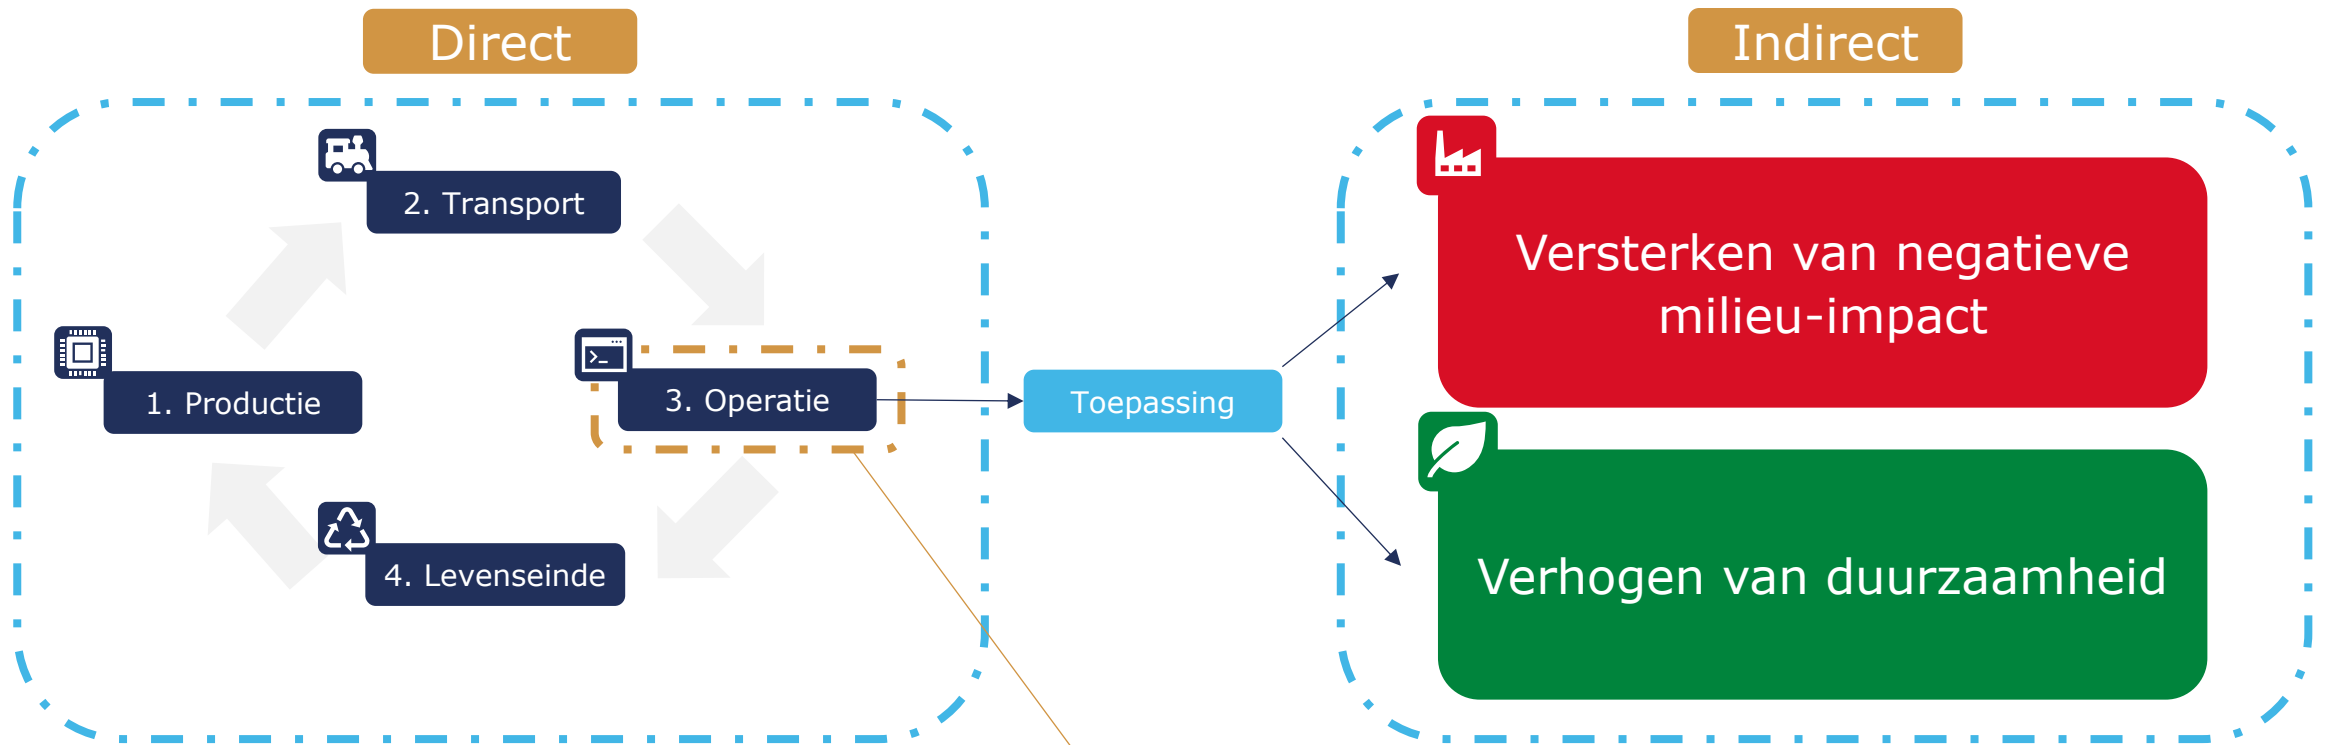 Direct
Indirect
2. Transport
1. Productie
3. Operatie
4. Levenseinde
Toepassing
Versterken van negatieve
milieu-impact
Verhogen van duurzaamheid